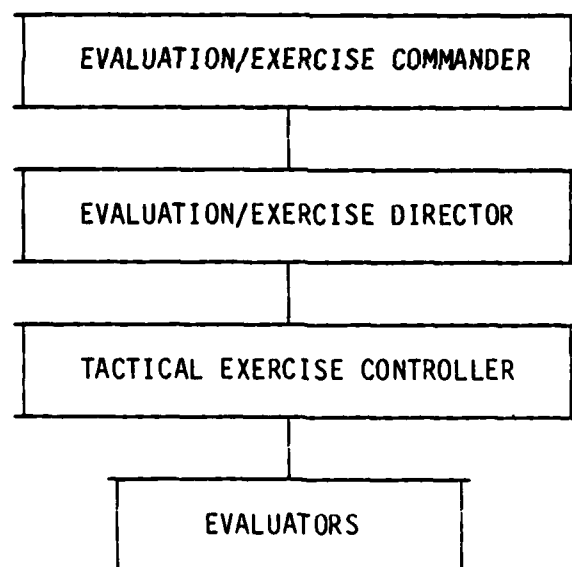 EVALUATION/EXERCISE COMMANDER
EVALUATION/EXERCISE DIRECTOR
TACTICAL EXERCISE CONTROLLER
EVALUATORS